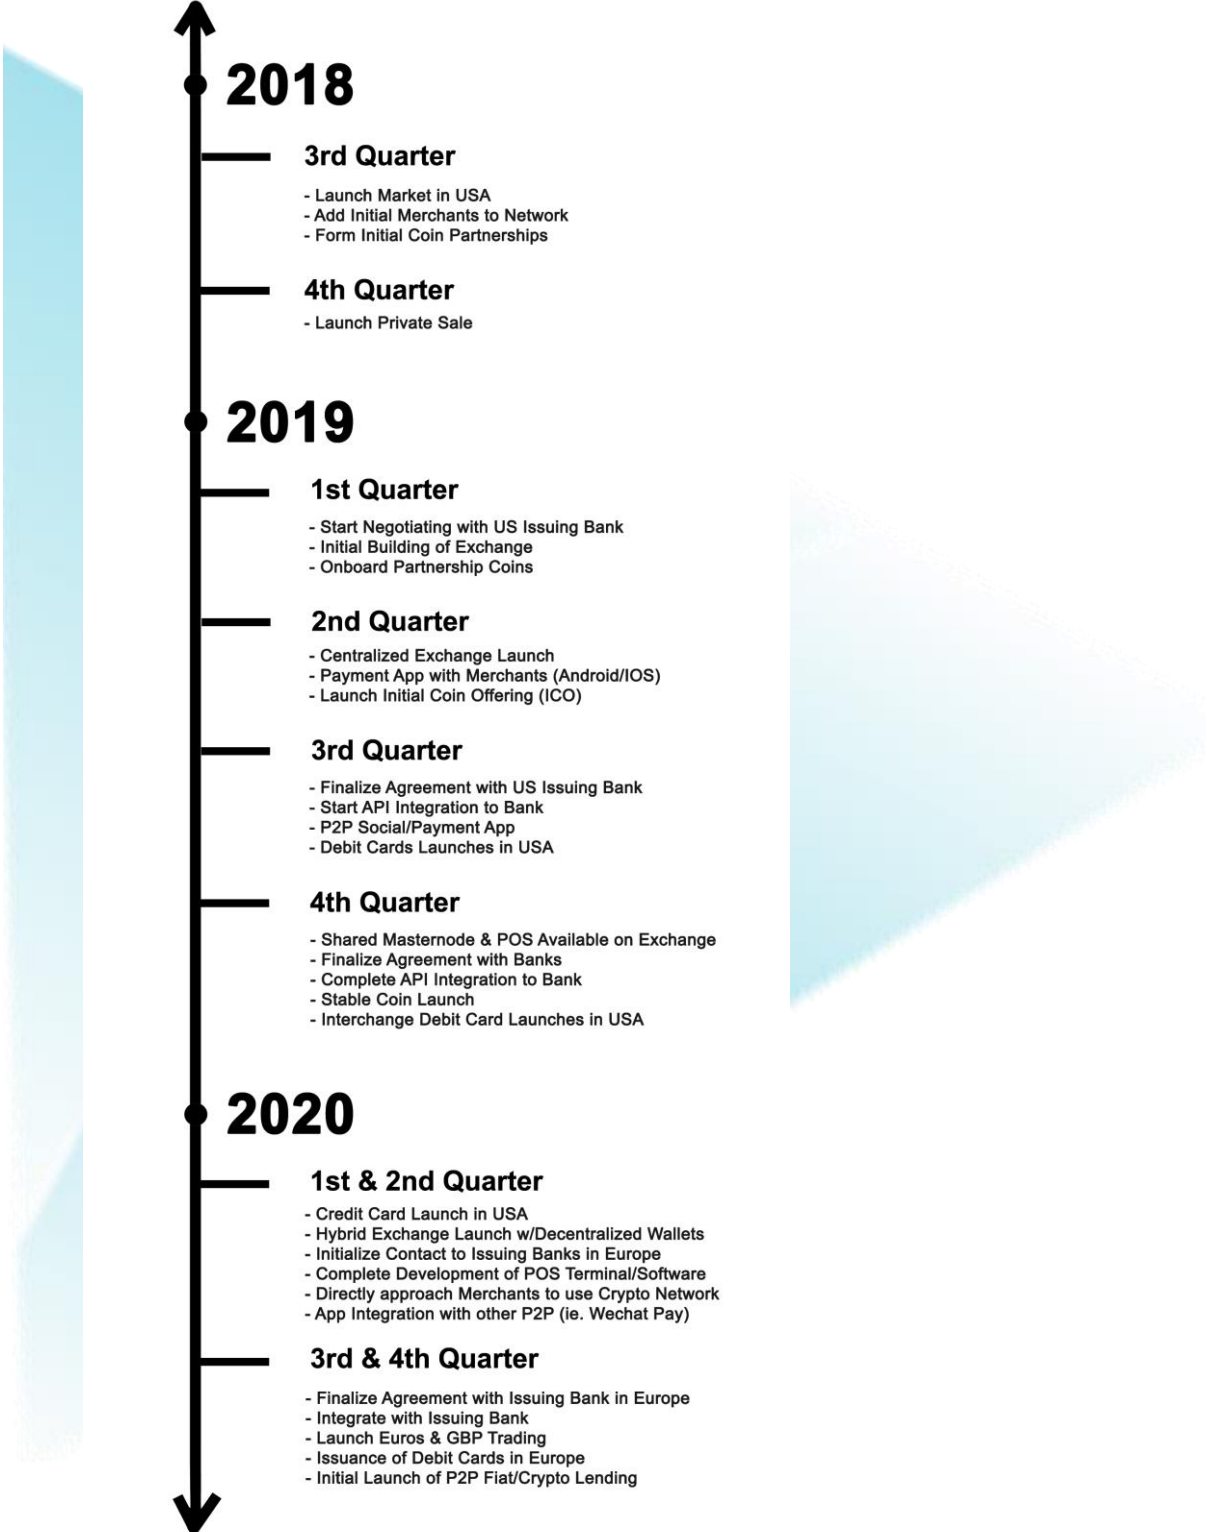 2018
3rd Quarter
- Launch Market in USA
- Add Initial Merchants to Network
- Form Initial Coin Partnerships
4th Quarter
- Launch Private Sale
2019
1st Quarter
- Start Negotiating with US Issuing Bank
- Initial Building of Exchange
- Onboard Partnership Coins
2nd Quarter
- Centralized Exchange Launch
- Payment App with Merchants (Android/IOS)
- Launch Initial Coin Offering (ICO)
3rd Quarter
- Finalize Agreement with US Issuing Bank
- Start API Integration to Bank
- P2P Social/Payment App
- Debit Cards Launches in USA
4th Quarter
- Shared Masternode & POS Available on Exchange
- Finalize Agreement with Banks
- Complete API Integration to Bank
- Stable Coin Launch
- Interchange Debit Card Launches in USA
2020
1st & 2nd Quarter
- Credit Card Launch in USA
- Hybrid Exchange Launch w/Decentralized Wallets
- Initialize Contact to Issuing Banks in Europe
- Complete Development of POS Terminal/Software
- Directly approach Merchants to use Crypto Network
- App Integration with other P2P (ie. Wechat Pay)
3rd & 4th Quarter
- Finalize Agreement with Issuing Bank in Europe
- Integrate with Issuing Bank
- Launch Euros & GBP Trading
- Issuance of Debit Cards in Europe
- Initial Launch of P2P Fiat/Crypto Lending